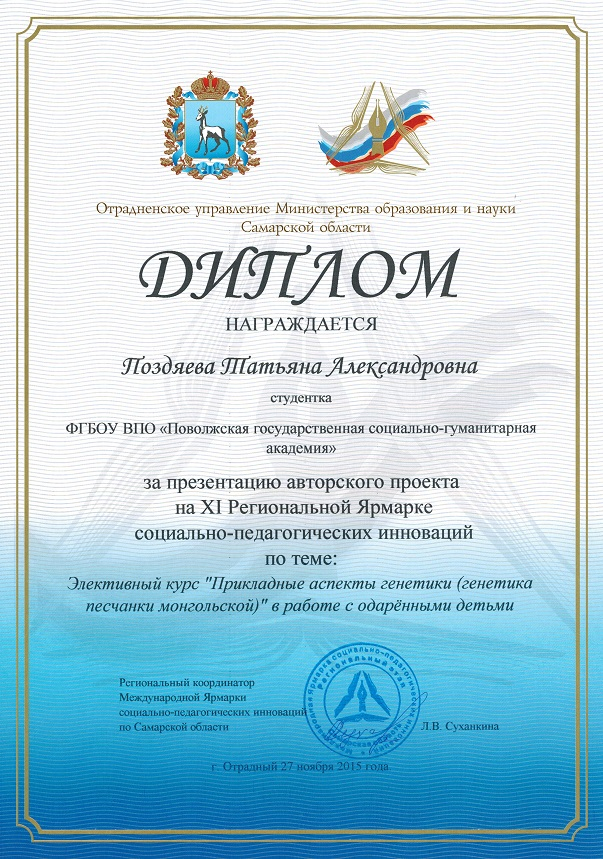 Отрадненское управление Министерства образования и науки
Самарской области
ДИПЛОМ
НАГРАЖДАЕТСЯ
Поздяева Татьяна Александровна
студентка
ФГБОУ ВПО «Поволжская государственная социально-гуманитарная
академия»
за презентацию авторского проекта
на XI Региональной Ярмарке
социально-педагогических инноваций
по теме:
Элективный курс "Прикладные аспекты генетики (генетика
песчанки монгольской)" в работе с одарёнными детьми
Региональный координатор
Международной Ярмарки
социально-педагогических инноваций
по Самарской области
Л.В. Суханкина
региональный этап
г. Отрадный 27 ноября 2015 года